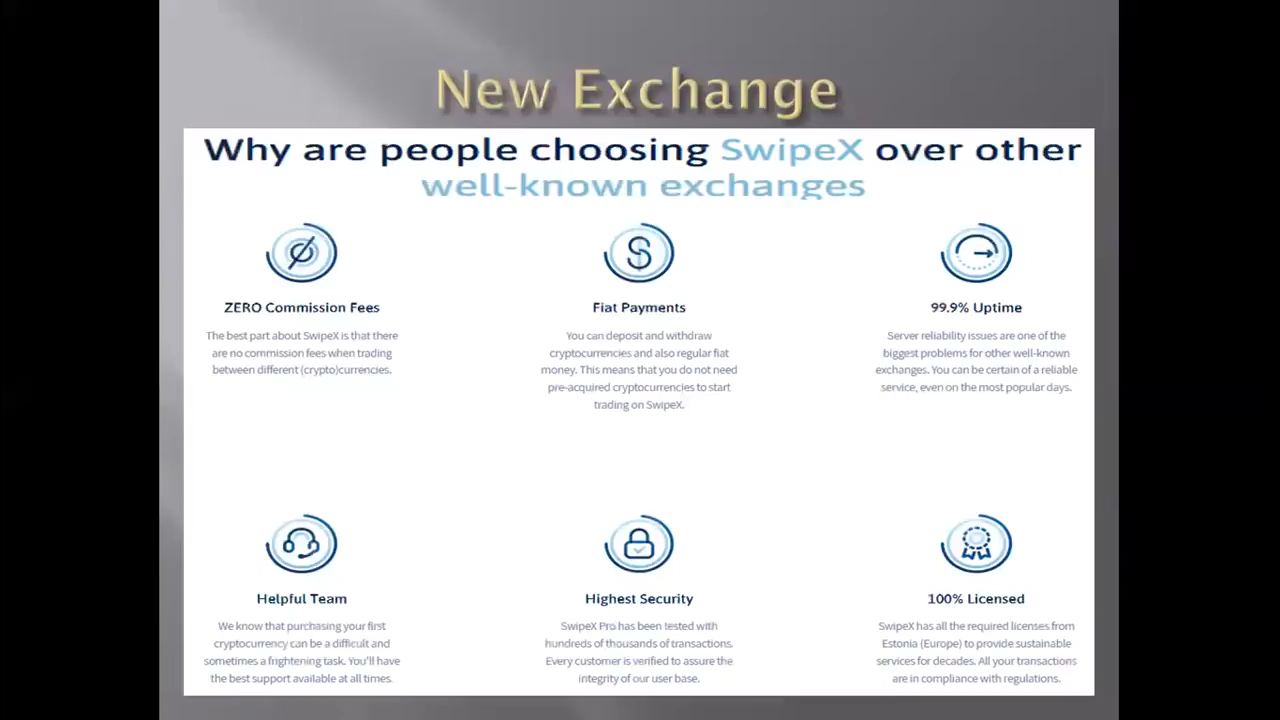 New Exchange
Why are people choosing SwipeX over other
well-known exchanges
ZERO Commission Fees
The best part about SwipeX is that there
are no commission fees when trading
between different (crypto)currencies.
Fiat Payments
You can deposit and withdraw
cryptocurrencies and also regular fiat
money. This means that you do not need
pre-acquired cryptocurrencies to start
trading on SwipeX.
99.9% Uptime
Server reliability issues are one of the
biggest problems for other well-known
exchanges. You can be certain of a reliable
service, even on the most popular days.
Helpful Team
We know that purchasing your first
cryptocurrency can be a difficult and
sometimes a frightening task. You'll have
the best support available at all times.
Highest Security
SwipeX Pro has been tested with
hundreds of thousands of transactions.
Every customer is verified to assure the
integrity of our user base.
100% Licensed
SwipeX has all the required licenses from
Estonia (Europe) to provide sustainable
services for decades. All your transactions
are in compliance with regulations.